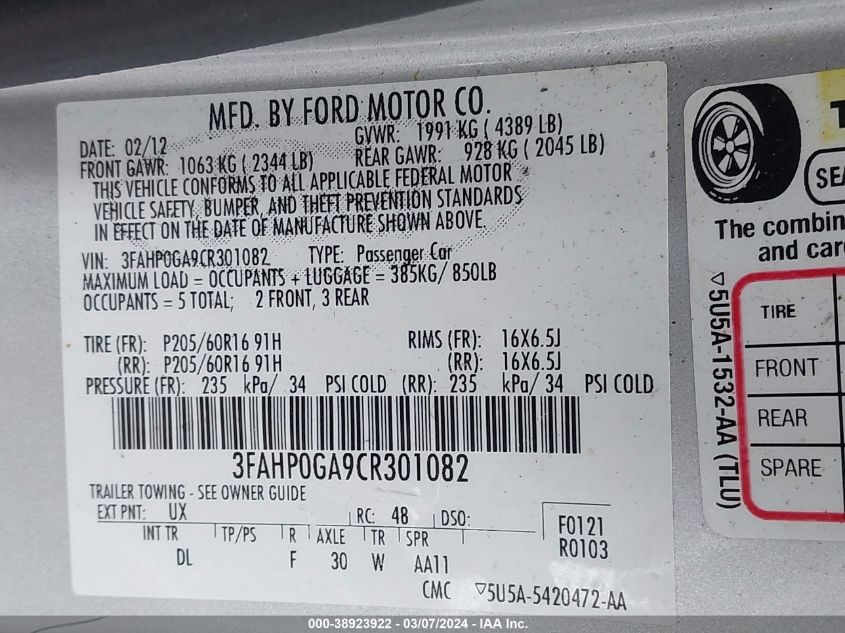 MFD. BY FORD MOTOR CO.
DATE: 02/12 GVWR: 1991 KG ( 4389 LB)
FRONT GAWR: 1063 KG ( 2344 LB) REAR GAWR: 928 KG ( 2045 LB)
THIS VEHICLE CONFORMS TO ALL APPLICABLE FEDERAL MOTOR
VEHICLE SAFETY, BUMPER, AND THEFT PREVENTION STANDARDS
IN EFFECT ON THE DATE OF MANUFACTURE SHOWN ABOVE.
VIN: 3FAHP0GA9CR301082 TYPE: Passenger Car
MAXIMUM LOAD = OCCUPANTS + LUGGAGE = 385KG/ 850LB
OCCUPANTS = 5 TOTAL; 2 FRONT, 3 REAR
TIRE (FR): P205/60R16 91H RIMS (FR): 16X6.5J
(RR): P205/60R16 91H (RR): 16X6.5J
PRESSURE (FR): 235 kPa/ 34 PSI COLD (RR): 235 kPa/ 34 PSI COLD
3FAHP0GA9CR301082
TRAILER TOWING - SEE OWNER GUIDE
EXT PNT: UX RC: 48 DSO:
INT TR TP/PS R AXLE TR SPR
DL F 30 W AA11
F0121
R0103
CMC ▽5U5A-5420472-AA
T
SEA
The combin
and car
TIRE
FRONT
REAR
SPARE
▽5U5A-1532-AA (TLU)
000-38923922 - 03/07/2024 - IAA Inc.